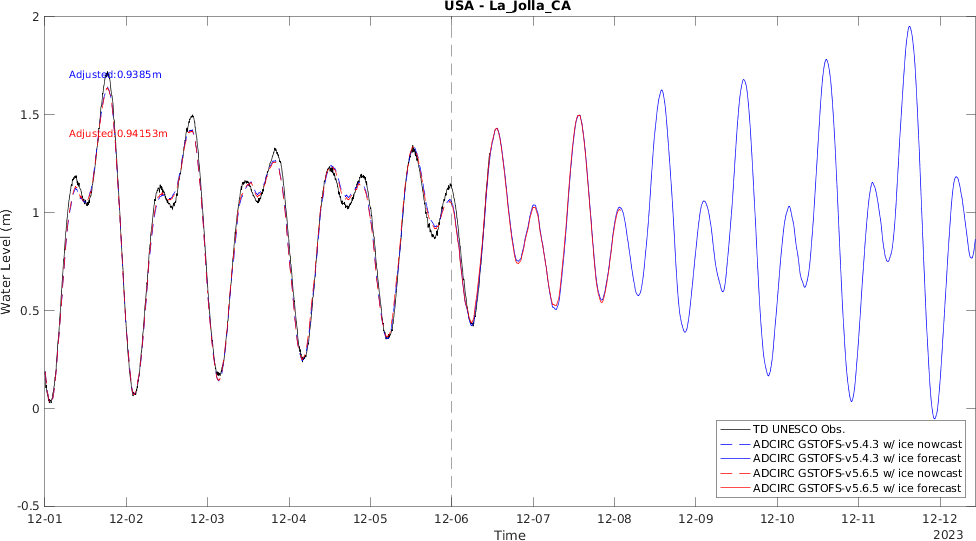 USA - La_Jolla_CA
2
1.5
1
0.5
0
-0.5
Water Level (m)
Adjusted:0.9385m
Adjusted:0.94153m
TD UNESCO Obs.
ADCIRC GSTOFS-v5.4.3 w/ ice nowcast
ADCIRC GSTOFS-v5.4.3 w/ ice forecast
ADCIRC GSTOFS-v5.6.5 w/ ice nowcast
ADCIRC GSTOFS-v5.6.5 w/ ice forecast
12-01 12-02 12-03 12-04 12-05 12-06 12-07 12-08 12-09 12-10 12-11 12-12
Time
2023